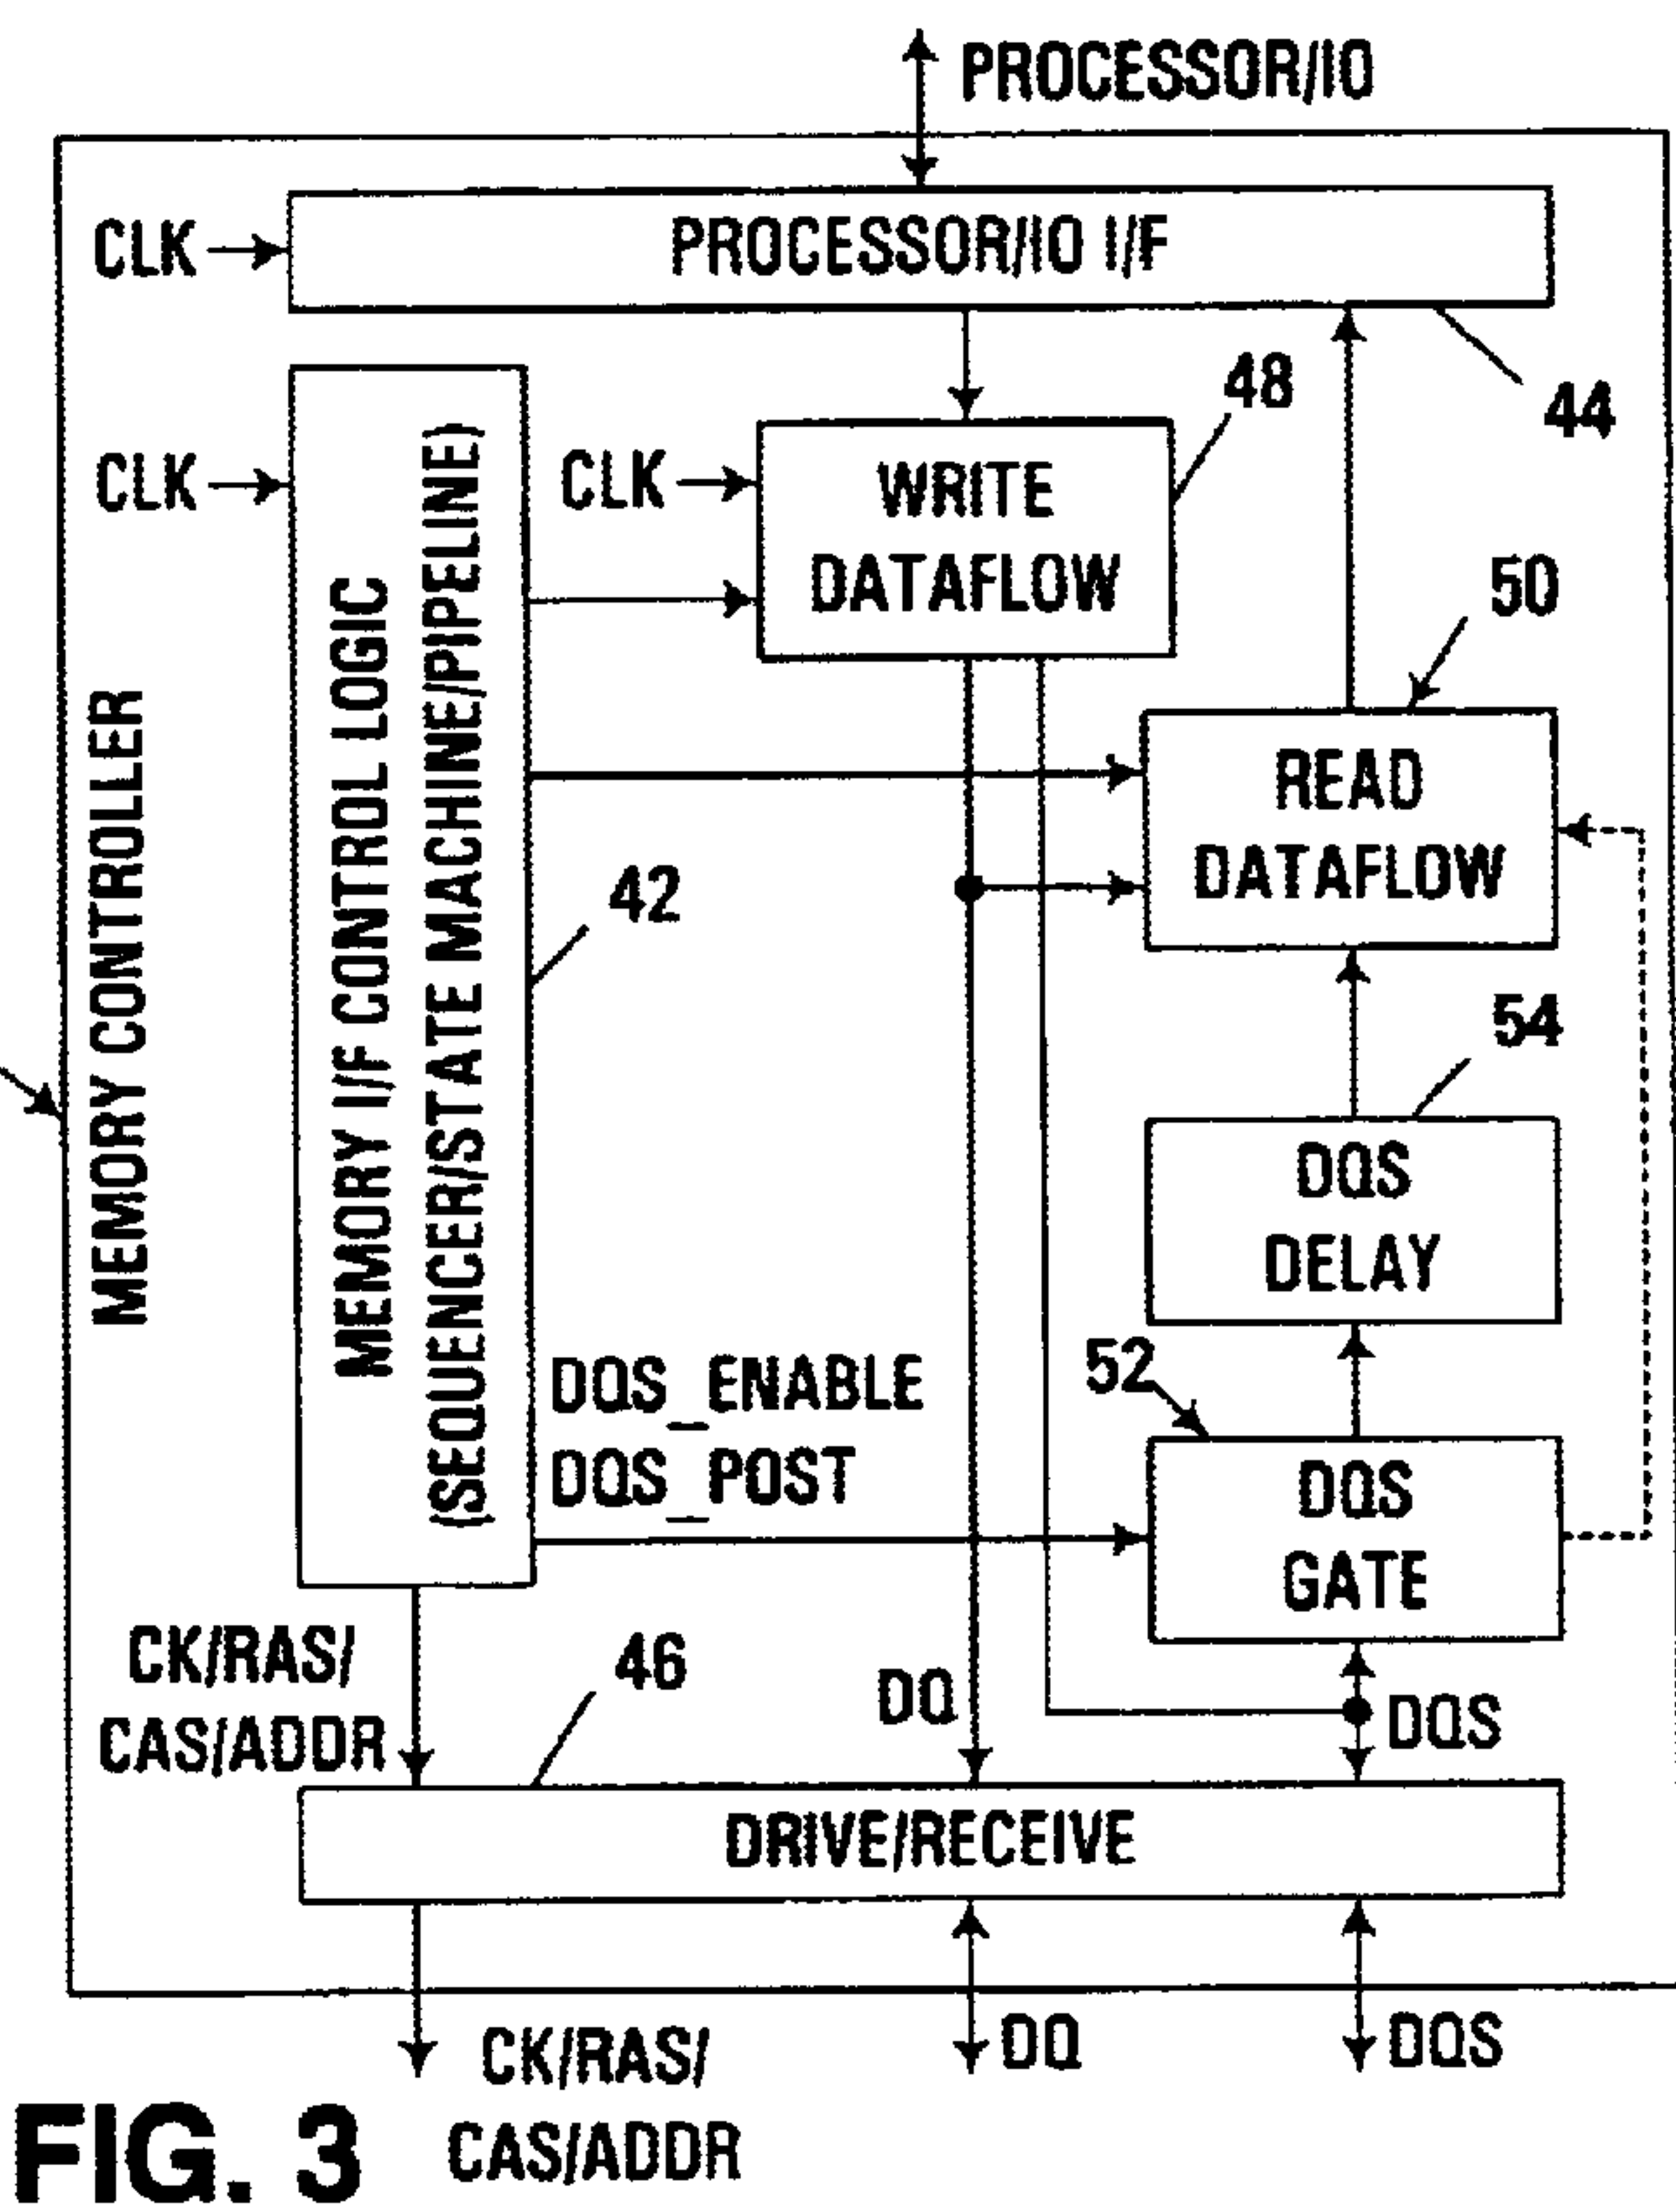 PROCESSOR/IO
CLK
PROCESSOR/IO I/F
44
CLK
MEMORY I/F CONTROL LOGIC
(SEQUENCER/STATE MACHINE/PIPELINE)
CLK
WRITE
DATAFLOW
48
50
READ
DATAFLOW
42
MEMORY CONTROLLER
54
DQS
DELAY
52
DQS_ENABLE
DQS_POST
DQS
GATE
CK/RAS/
CAS/ADDR
46
DQ
DQS
DRIVE/RECEIVE
CK/RAS/
CAS/ADDR
DQ
DQS
FIG. 3